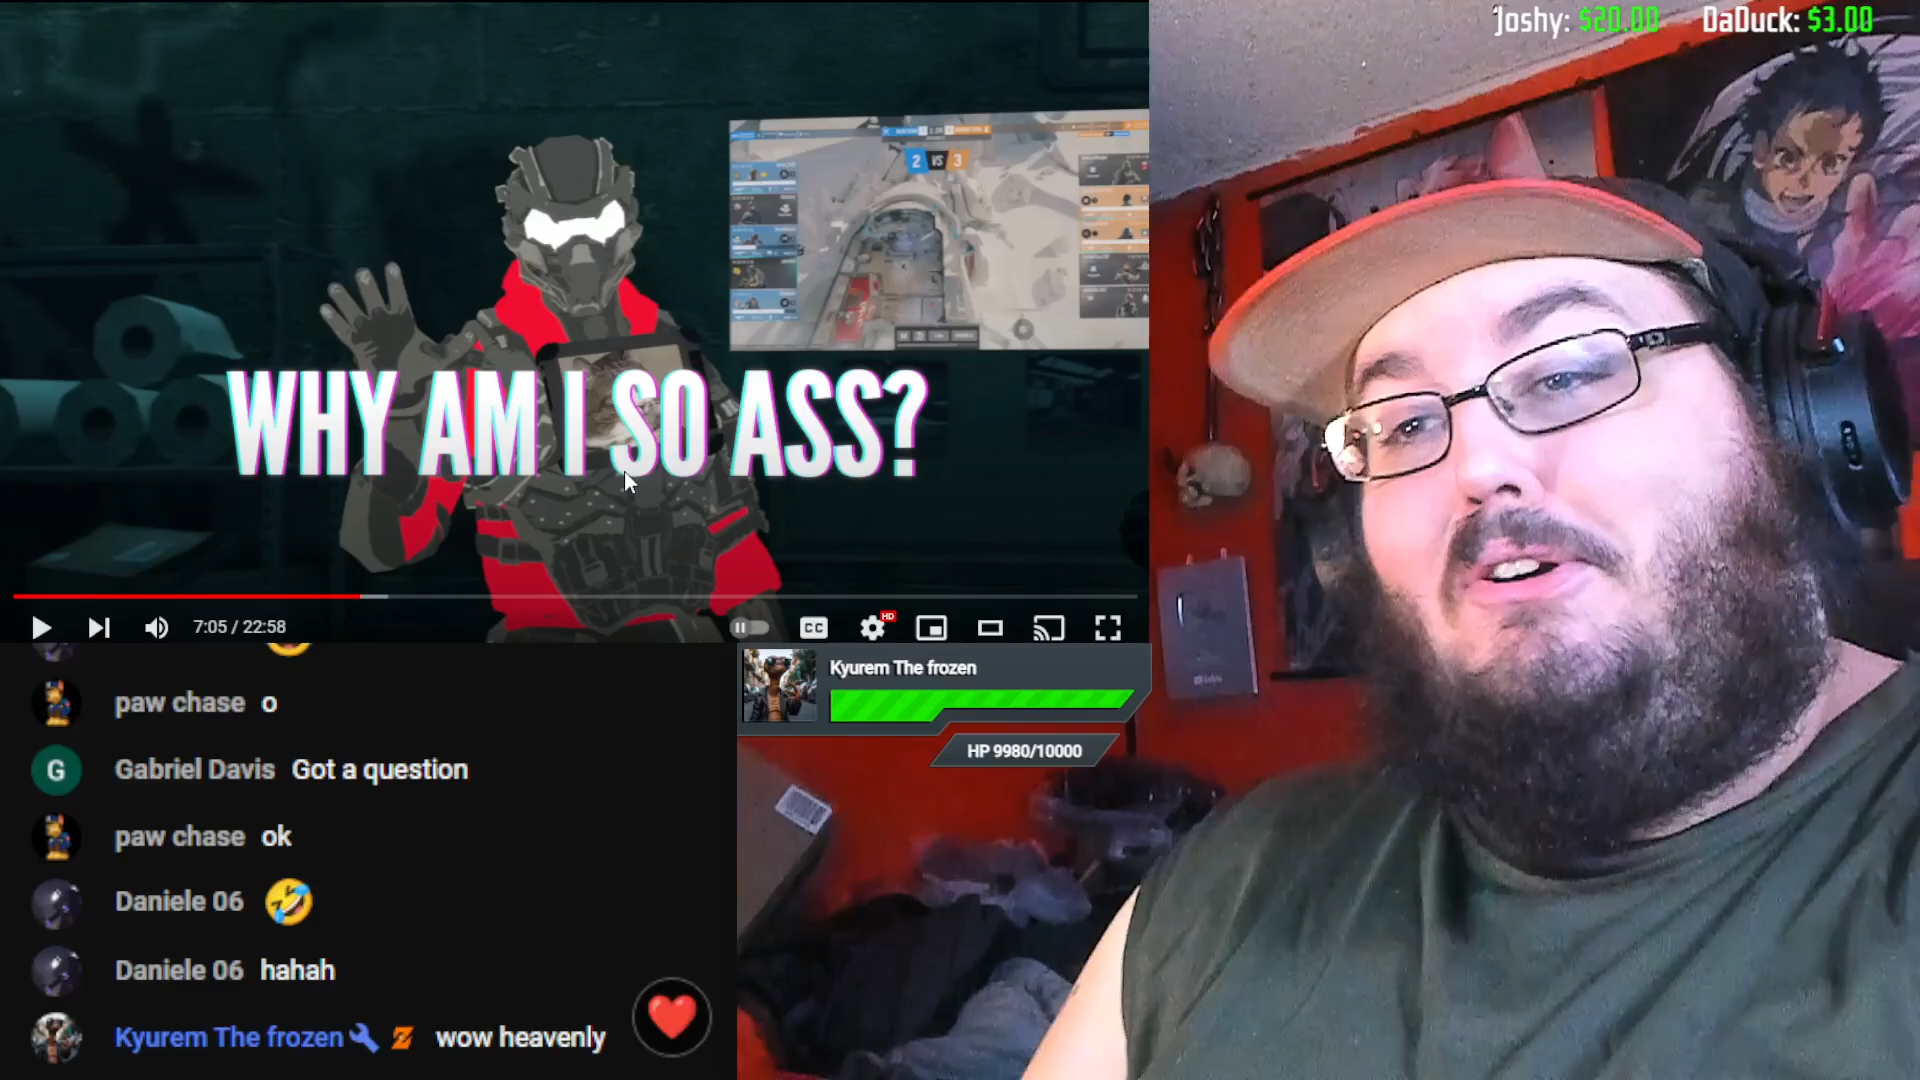 Joshy: $20.00 DaDuck: $3.00
2 VS 3
WHY AM I SO ASS?
7:05 / 22:58
CC
HD
Kyurem The frozen
HP 9980/10000
paw chase o
G
Gabriel Davis Got a question
paw chase ok
Daniele 06
Daniele 06 hahah
Kyurem The frozen wow heavenly